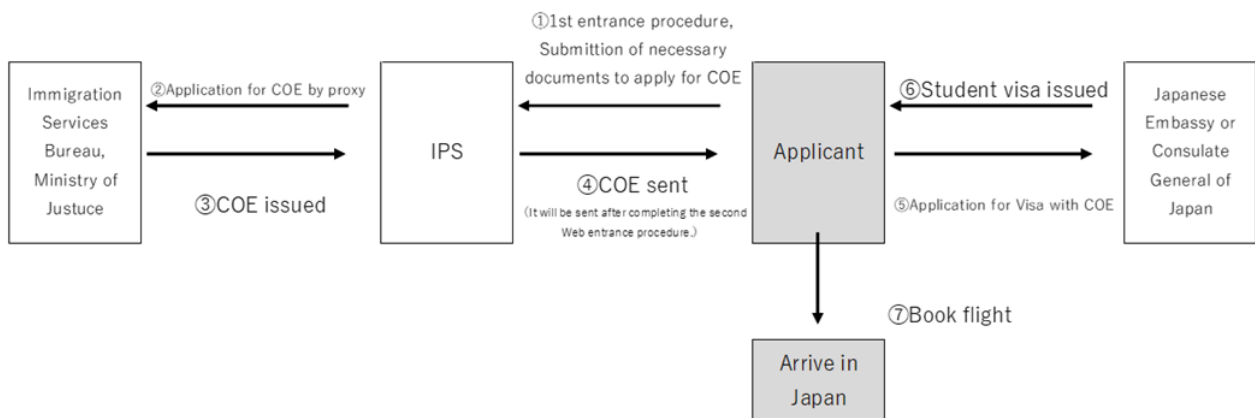 ①1st entrance procedure,
Submittion of necessary
documents to apply for COE
Immigration
Services
Bureau,
Ministry of
Justuce
②Application for COE by proxy
③COE issued
IPS
④COE sent
(It will be sent after completing the second
Web entrance procedure.)
Applicant
⑥Student visa issued
⑤Application for Visa with COE
Japanese
Embassy or
Consulate
General of
Japan
⑦Book flight
Arrive in
Japan